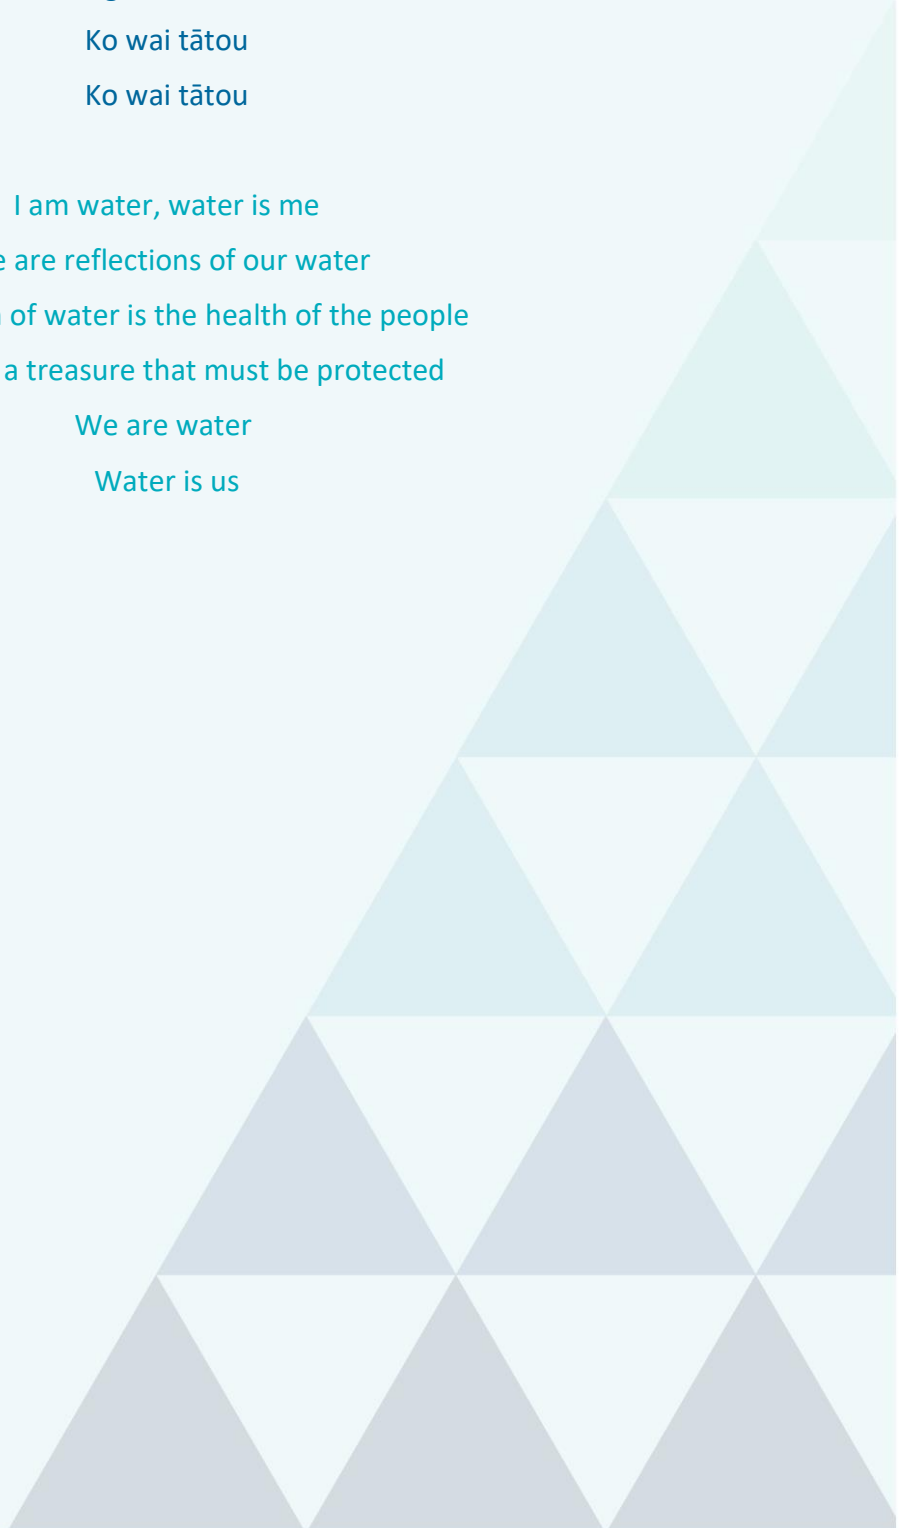 Ko wai tātou
Ko wai tātou
I am water, water is me
are reflections of our water
of water is the health of the people
a treasure that must be protected
We are water
Water is us